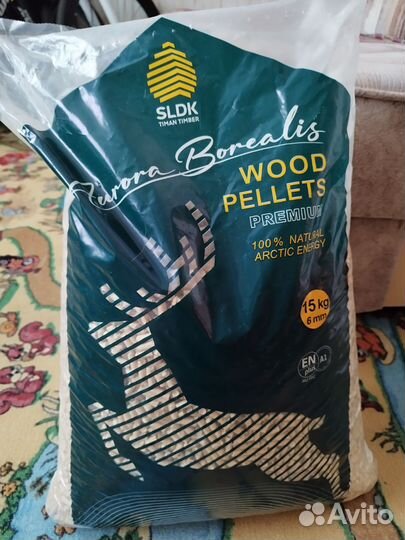 SLDK
TIMAN TIMBER
Aurora Borealis
WOOD
PELLETS
PREMIUM
100% NATURAL
ARCTIC ENERGY
15 kg
6 mm
EN
plus
A1
Avito